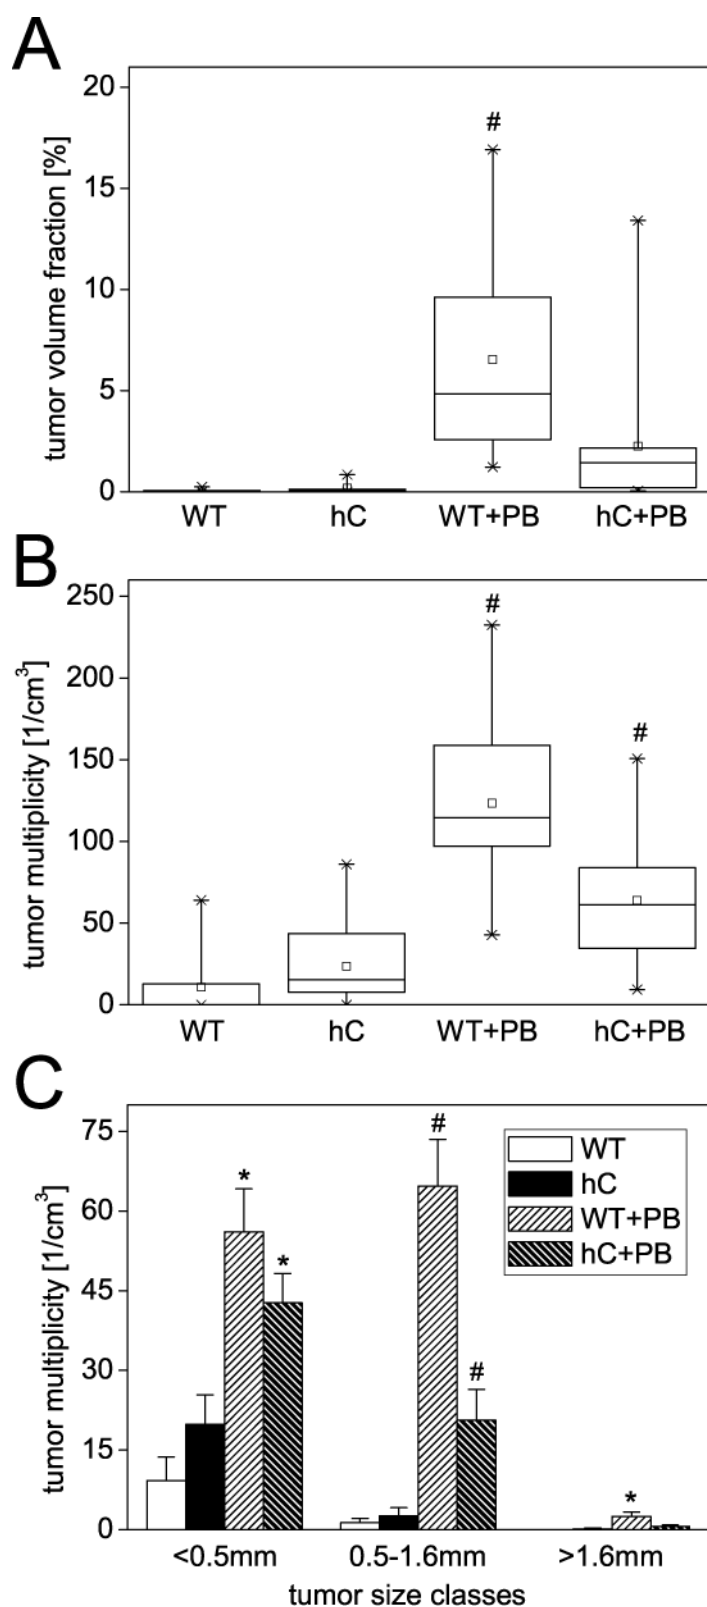 A
tumor volume fraction [%]
20
15
10
5
0
#
WT hC WT+PB hC+PB
B
tumor multiplicity [1/cm³]
250
200
150
100
50
0
#
#
WT hC WT+PB hC+PB
C
tumor multiplicity [1/cm³]
75
60
45
30
15
0
*
*
#
#
*
WT
hC
WT+PB
hC+PB
<0.5mm 0.5-1.6mm >1.6mm
tumor size classes